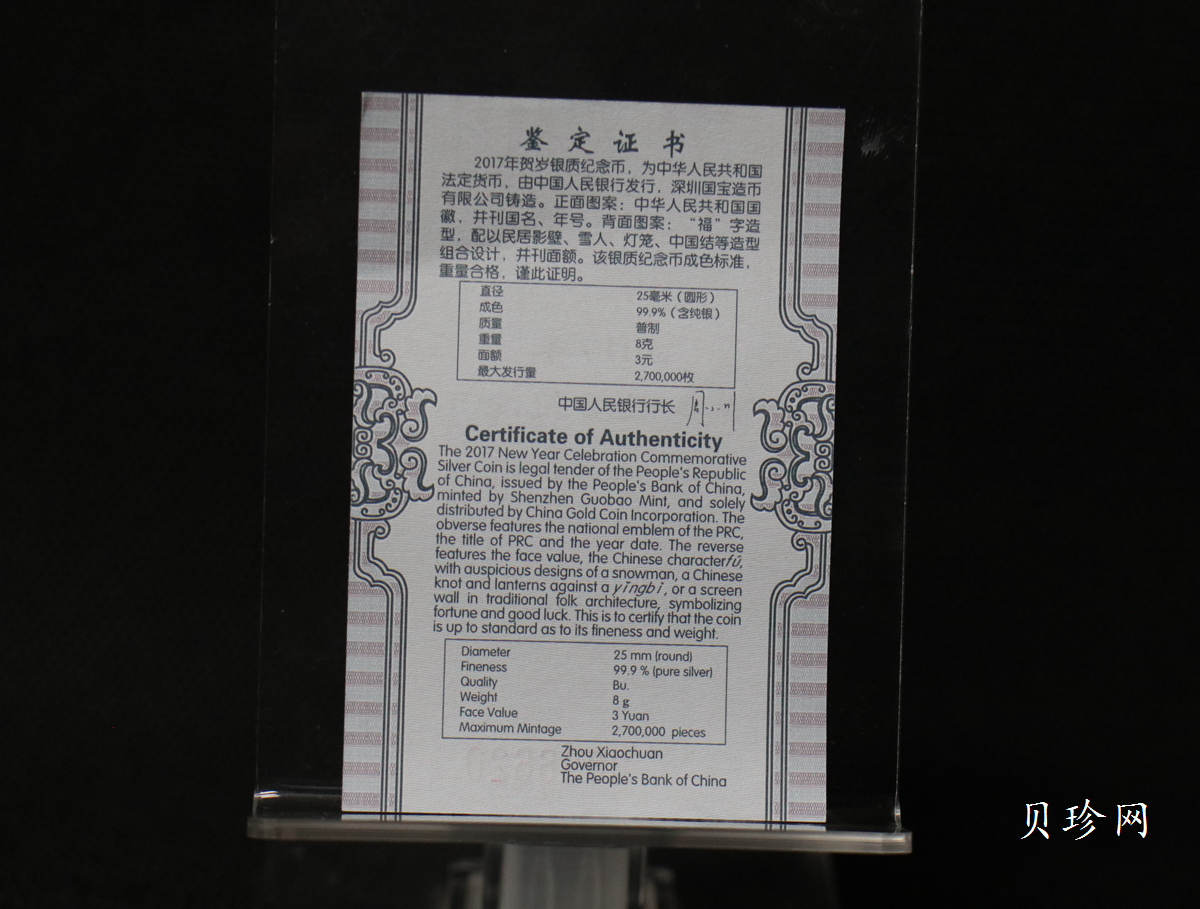 鉴定证书
2017年贺岁银质纪念币，为中华人民共和国
法定货币，由中国人民银行发行，深圳国宝造币
有限公司铸造。正面图案：中华人民共和国国
徽，并刊国名、年号。背面图案：“福”字造
型，配以民居影壁、雪人、灯笼、中国结等造型
组合设计，并刊面额。该银质纪念币成色标准，
重量合格，谨此证明。
直径 25毫米（圆形）
成色 99.9%（含纯银）
质量 普制
重量 8克
面额 3元
最大发行量 2,700,000枚
中国人民银行行长
Certificate of Authenticity
The 2017 New Year Celebration Commemorative
Silver Coin is legal tender of the People's Republic
of China, issued by the People's Bank of China,
minted by Shenzhen Guobao Mint, and solely
distributed by China Gold Coin Incorporation. The
obverse features the national emblem of the PRC,
the title of PRC and the year date. The reverse
features the face value, the Chinese character fú,
with auspicious designs of a snowman, a Chinese
knot and lanterns against a yǐngbì, or a screen
wall in traditional folk architecture, symbolizing
fortune and good luck. This is to certify that the coin
is up to standard as to its fineness and weight.
Diameter 25 mm (round)
Fineness 99.9 % (pure silver)
Quality Bu.
Weight 8 g
Face Value 3 Yuan
Maximum Mintage 2,700,000 pieces
Zhou Xiaochuan
Governor
The People's Bank of China
贝珍网